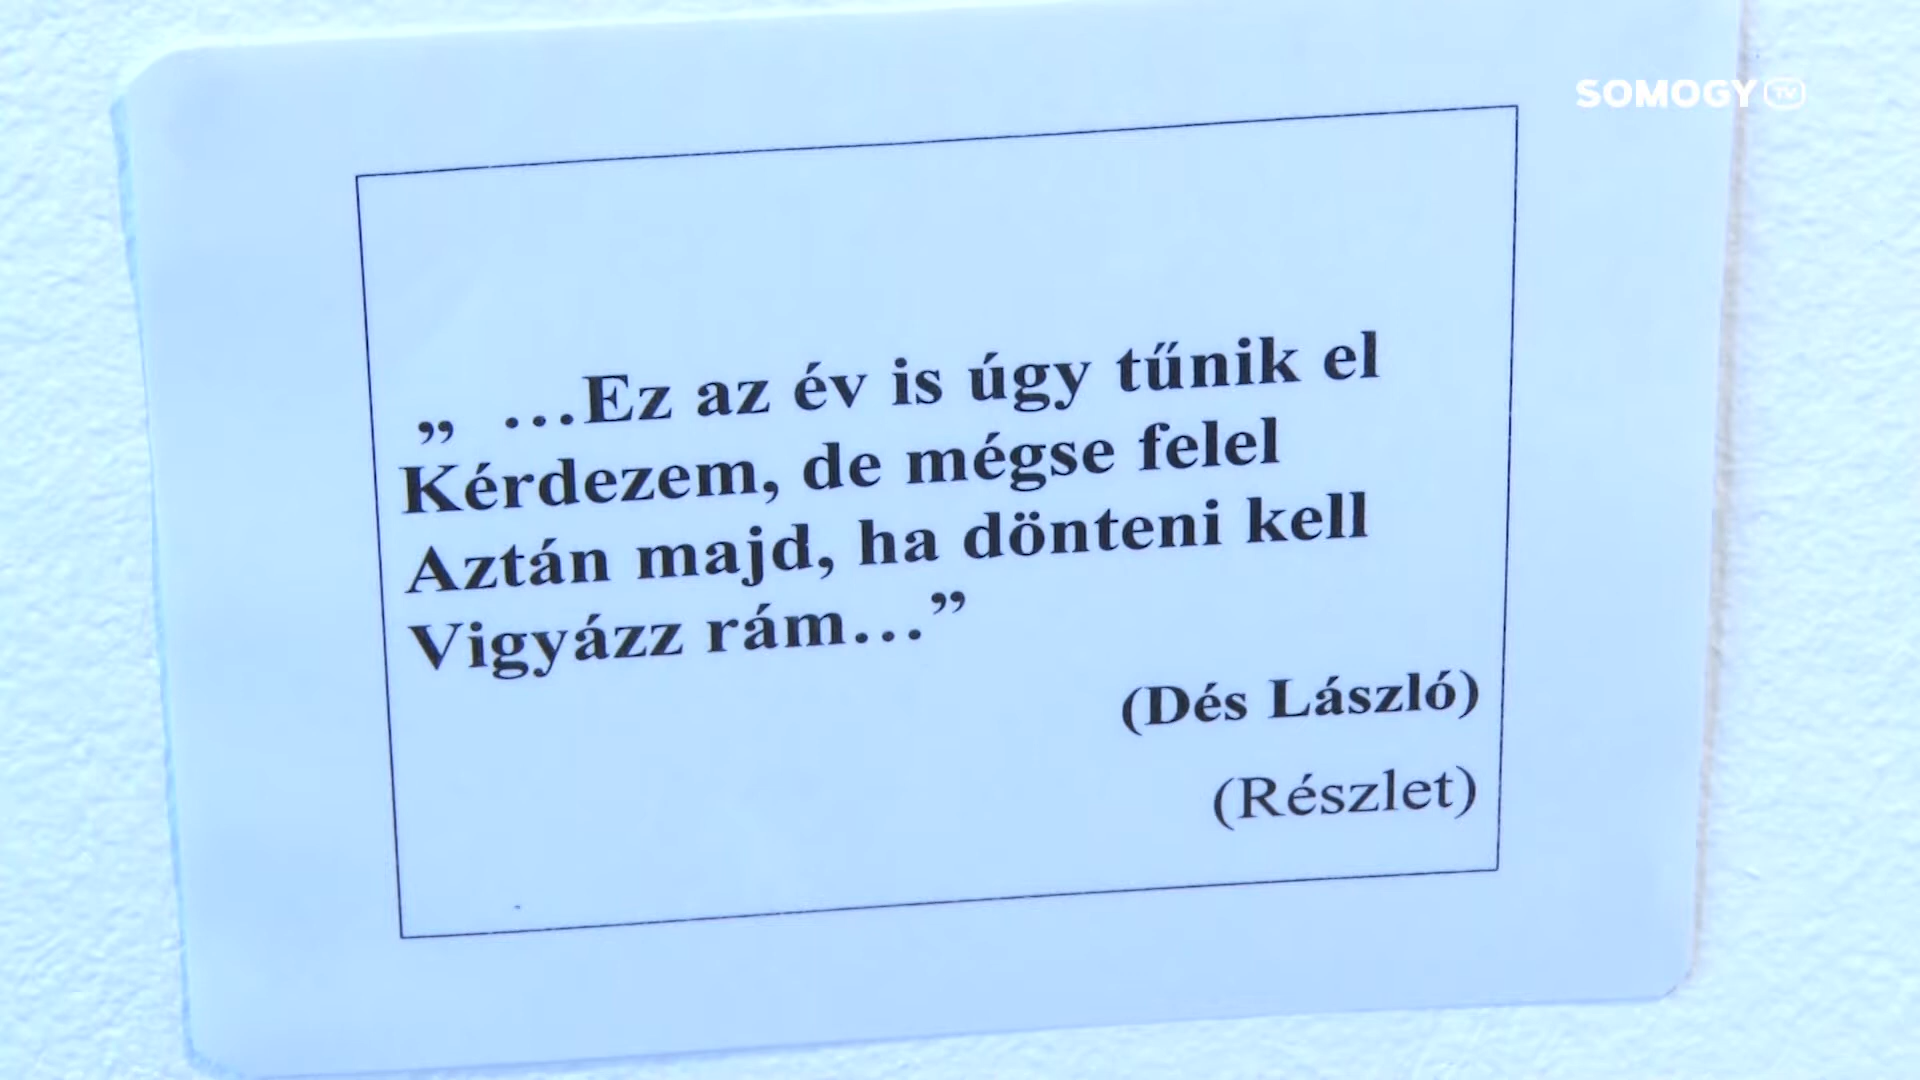 SOMOGY TV
„ …Ez az év is úgy tűnik el
Kérdezem, de mégse felel
Aztán majd, ha dönteni kell
Vigyázz rám…”
(Dés László)
(Részlet)